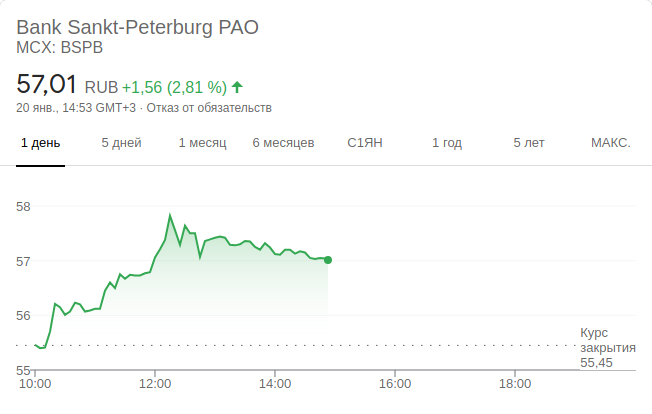 Bank Sankt-Peterburg PAO
MCX: BSPB
57,01 RUB +1,56 (2,81 %)
20 янв., 14:53 GMT+3 · Отказ от обязательств
1 день 5 дней 1 месяц 6 месяцев С1ЯН 1 год 5 лет МАКС.
58
57
56
Курс
закрытия
55,45
55
10:00 12:00 14:00 16:00 18:00